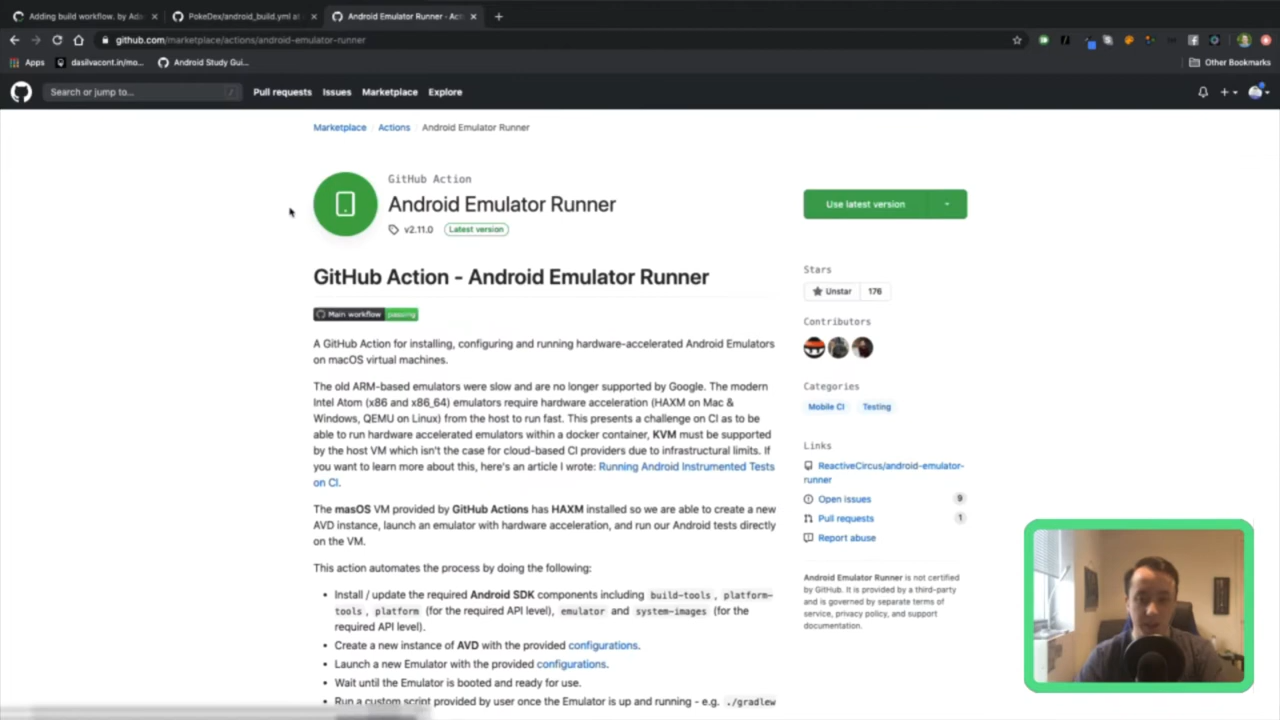 Adding build workflow. by Ada
PokeDex/android_build.yml at
Android Emulator Runner - Act
github.com/marketplace/actions/android-emulator-runner
Apps
dasilvacont.in/mo...
Android Study Gui...
Other Bookmarks
Search or jump to...
/
Pull requests
Issues
Marketplace
Explore
Marketplace / Actions / Android Emulator Runner
GitHub Action
Android Emulator Runner
v2.11.0
Latest version
Use latest version
GitHub Action - Android Emulator Runner
Main workflow passing
A GitHub Action for installing, configuring and running hardware-accelerated Android Emulators
on macOS virtual machines.
The old ARM-based emulators were slow and are no longer supported by Google. The modern
Intel Atom (x86 and x86_64) emulators require hardware acceleration (HAXM on Mac &
Windows, QEMU on Linux) from the host to run fast. This presents a challenge on CI as to be
able to run hardware accelerated emulators within a docker container, KVM must be supported
by the host VM which isn't the case for cloud-based CI providers due to infrastructural limits. If
you want to learn more about this, here's an article I wrote: Running Android Instrumented Tests
on CI.
The masOS VM provided by GitHub Actions has HAXM installed so we are able to create a new
AVD instance, launch an emulator with hardware acceleration, and run our Android tests directly
on the VM.
This action automates the process by doing the following:
• Install / update the required Android SDK components including build-tools , platform-
tools , platform (for the required API level), emulator and system-images (for the
required API level).
• Create a new instance of AVD with the provided configurations.
• Launch a new Emulator with the provided configurations.
• Wait until the Emulator is booted and ready for use.
• Run a custom script provided by user once the Emulator is up and running - e.g. ./gradlew
Stars
Unstar 176
Contributors
Categories
Mobile CI
Testing
Links
ReactiveCircus/android-emulator-
runner
Open issues 9
Pull requests 1
Report abuse
Android Emulator Runner is not certified
by GitHub. It is provided by a third-party
and is governed by separate terms of
service, privacy policy, and support
documentation.